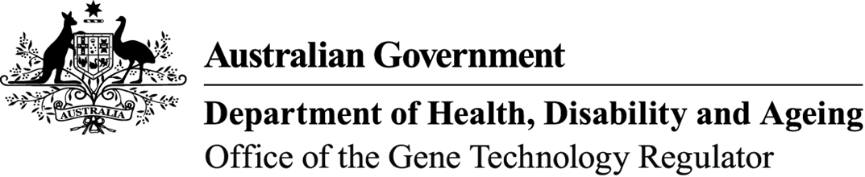 AUSTRALIA
Australian Government
Department of Health, Disability and Ageing
Office of the Gene Technology Regulator